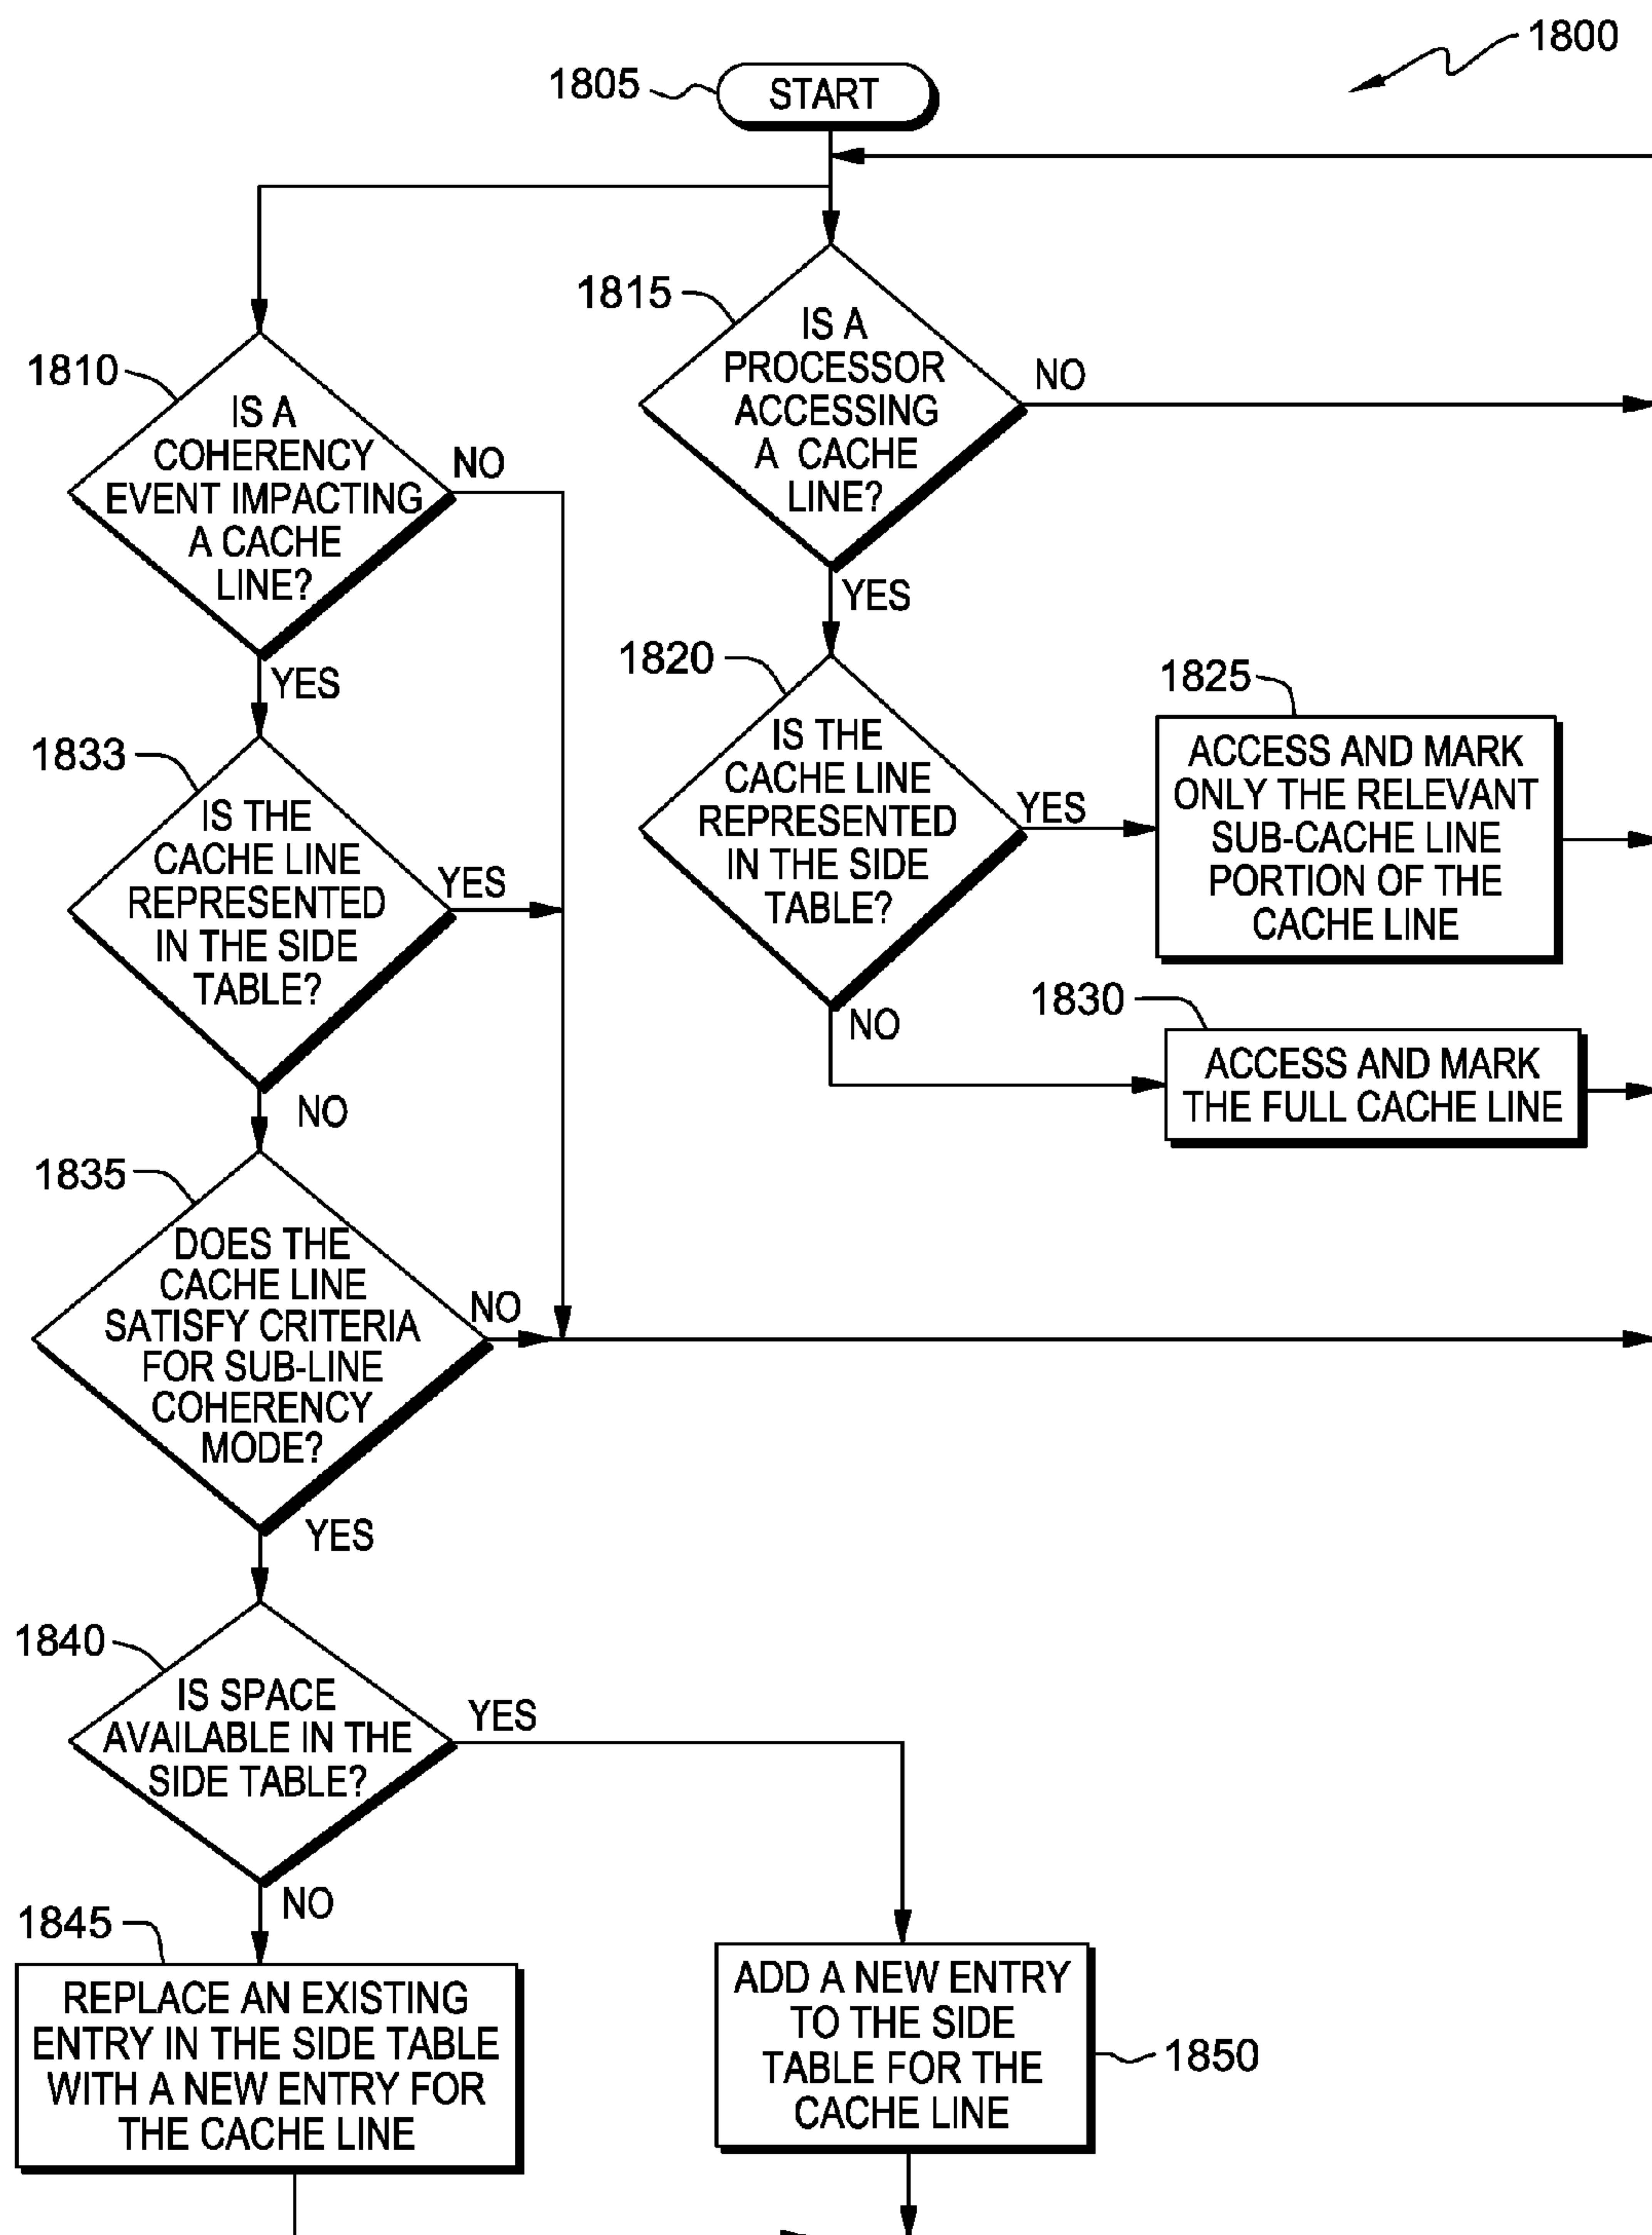 1800
1805
START
1815
IS A
PROCESSOR
ACCESSING
A CACHE
LINE?
NO
YES
1810
IS A
COHERENCY
EVENT IMPACTING
A CACHE
LINE?
NO
YES
1820
IS THE
CACHE LINE
REPRESENTED
IN THE SIDE
TABLE?
YES
NO
1825
ACCESS AND MARK
ONLY THE RELEVANT
SUB-CACHE LINE
PORTION OF THE
CACHE LINE
1830
ACCESS AND MARK
THE FULL CACHE LINE
1833
IS THE
CACHE LINE
REPRESENTED
IN THE SIDE
TABLE?
YES
NO
1835
DOES THE
CACHE LINE
SATISFY CRITERIA
FOR SUB-LINE
COHERENCY
MODE?
NO
YES
1840
IS SPACE
AVAILABLE IN THE
SIDE TABLE?
YES
NO
1845
REPLACE AN EXISTING
ENTRY IN THE SIDE TABLE
WITH A NEW ENTRY FOR
THE CACHE LINE
ADD A NEW ENTRY
TO THE SIDE
TABLE FOR THE
CACHE LINE
1850